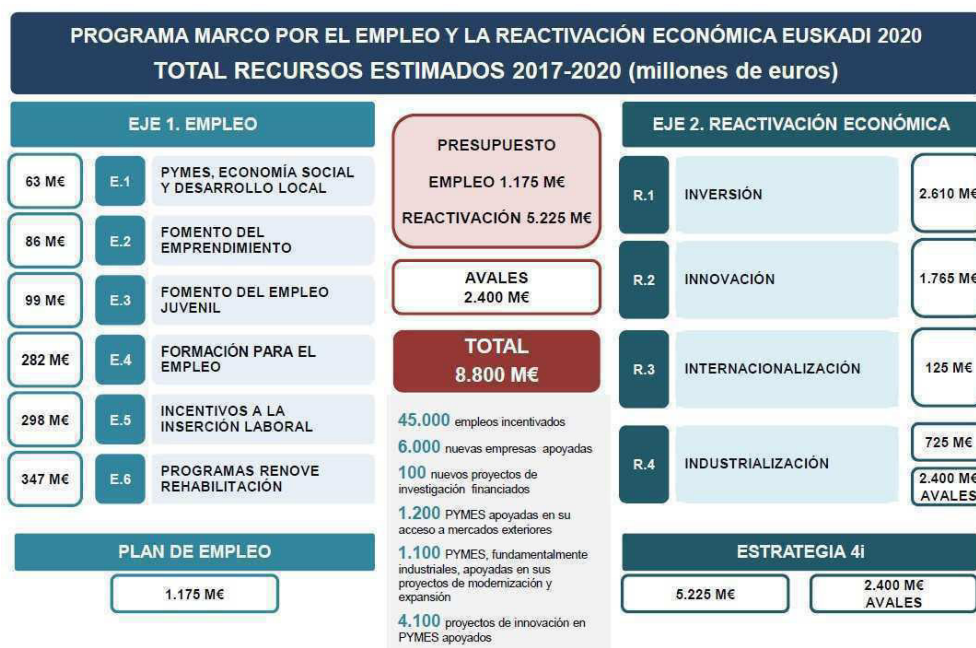 PROGRAMA MARCO POR EL EMPLEO Y LA REACTIVACIÓN ECONÓMICA EUSKADI 2020
TOTAL RECURSOS ESTIMADOS 2017-2020 (millones de euros)
EJE 1. EMPLEO
63 M€ E.1 PYMES, ECONOMÍA SOCIAL
Y DESARROLLO LOCAL
86 M€ E.2 FOMENTO DEL
EMPRENDIMIENTO
99 M€ E.3 FOMENTO DEL EMPLEO
JUVENIL
282 M€ E.4 FORMACIÓN PARA EL
EMPLEO
298 M€ E.5 INCENTIVOS A LA
INSERCIÓN LABORAL
347 M€ E.6 PROGRAMAS RENOVE
REHABILITACIÓN
PLAN DE EMPLEO
1.175 M€
PRESUPUESTO
EMPLEO 1.175 M€
REACTIVACIÓN 5.225 M€
AVALES
2.400 M€
TOTAL
8.800 M€
45.000 empleos incentivados
6.000 nuevas empresas apoyadas
100 nuevos proyectos de
investigación financiados
1.200 PYMES apoyadas en su
acceso a mercados exteriores
1.100 PYMES, fundamentalmente
industriales, apoyadas en sus
proyectos de modernización y
expansión
4.100 proyectos de innovación en
PYMES apoyados
EJE 2. REACTIVACIÓN ECONÓMICA
R.1 INVERSIÓN 2.610 M€
R.2 INNOVACIÓN 1.765 M€
R.3 INTERNACIONALIZACIÓN 125 M€
R.4 INDUSTRIALIZACIÓN 725 M€
2.400 M€
AVALES
ESTRATEGIA 4i
5.225 M€
2.400 M€
AVALES